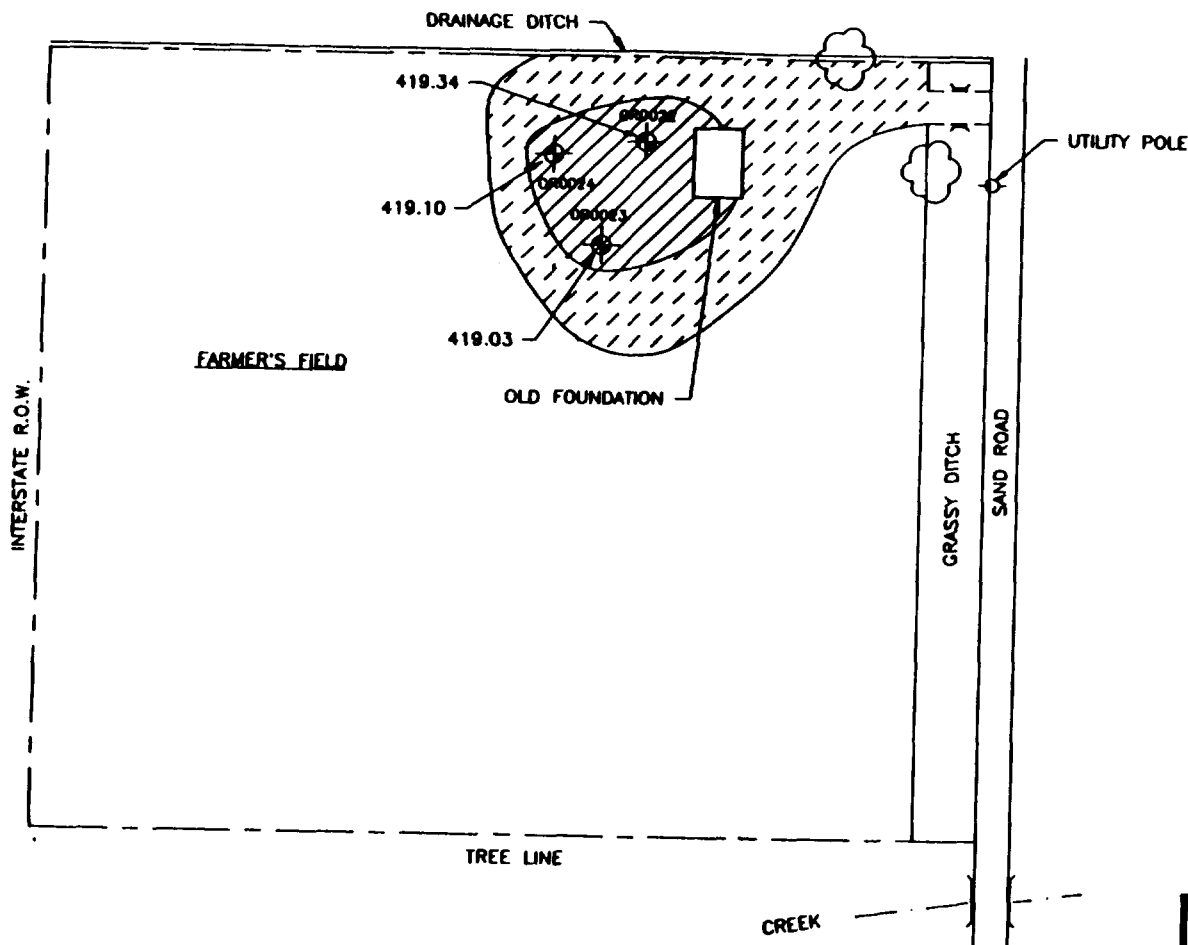 DRAINAGE DITCH
419.34
UTILITY POLE
OR0024
419.10
OR0023
419.03
FARMER'S FIELD
OLD FOUNDATION
INTERSTATE R.O.W.
GRASSY DITCH
SAND ROAD
TREE LINE
CREEK